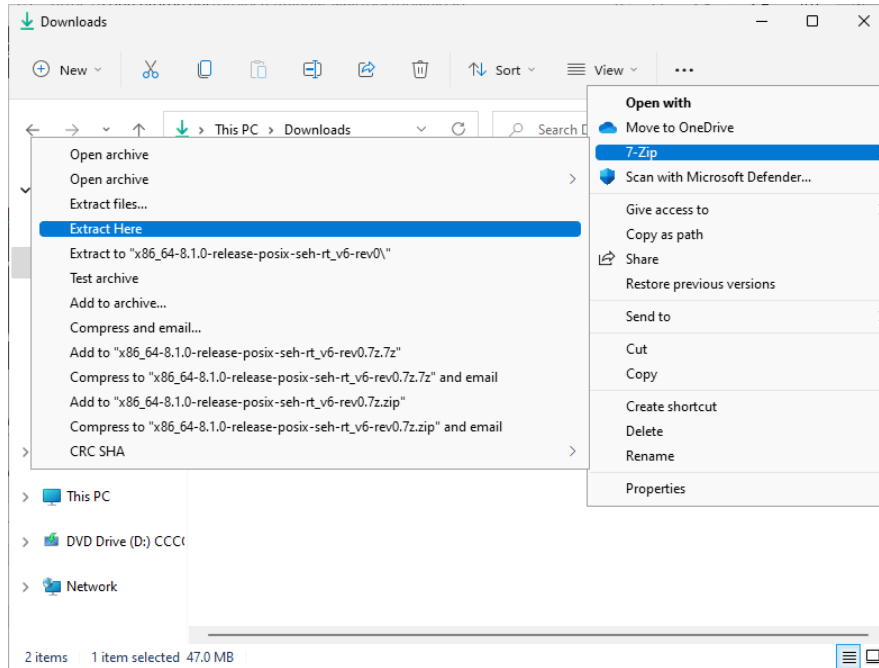 Downloads
New
Sort
View
This PC > Downloads
Search D
Open archive
Open archive
Extract files...
Extract Here
Extract to "x86_64-8.1.0-release-posix-seh-rt_v6-rev0\"
Test archive
Add to archive...
Compress and email...
Add to "x86_64-8.1.0-release-posix-seh-rt_v6-rev0.7z.7z"
Compress to "x86_64-8.1.0-release-posix-seh-rt_v6-rev0.7z.7z" and email
Add to "x86_64-8.1.0-release-posix-seh-rt_v6-rev0.7z.zip"
Compress to "x86_64-8.1.0-release-posix-seh-rt_v6-rev0.7z.zip" and email
CRC SHA
Open with
Move to OneDrive
7-Zip
Scan with Microsoft Defender...
Give access to
Copy as path
Share
Restore previous versions
Send to
Cut
Copy
Create shortcut
Delete
Rename
Properties
This PC
DVD Drive (D:) CCC
Network
2 items
1 item selected 47.0 MB